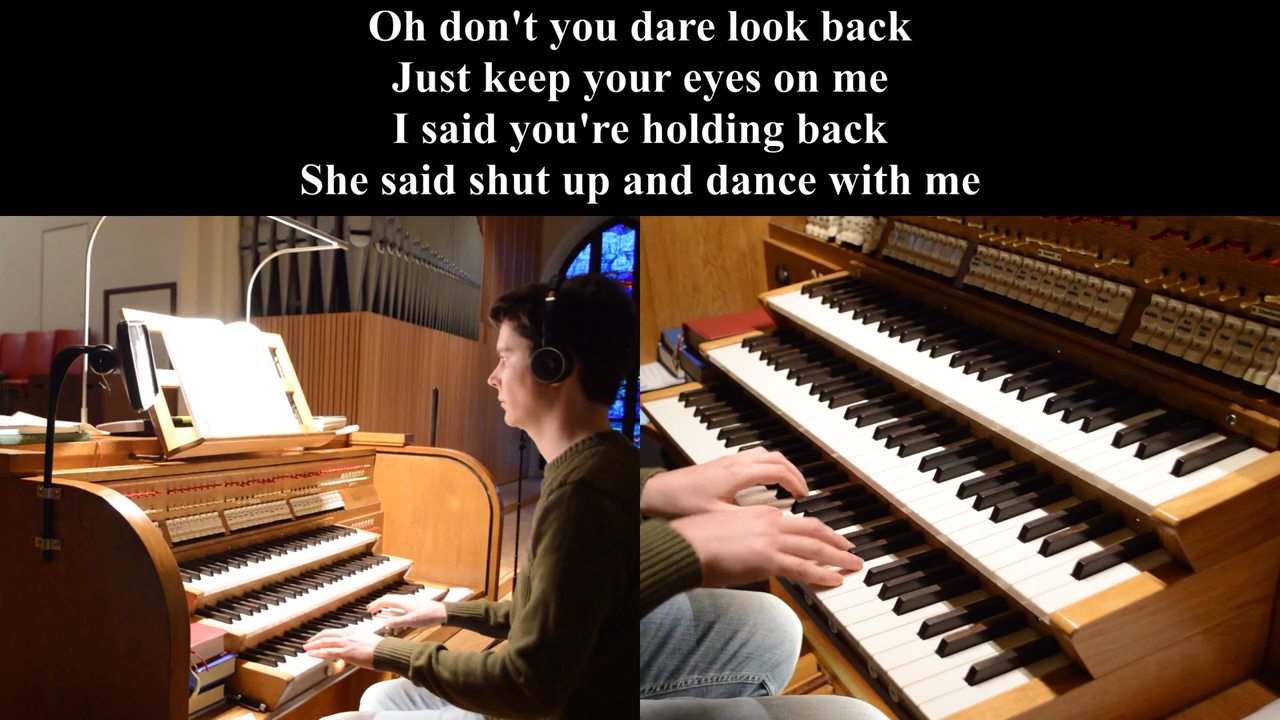 Oh don't you dare look back
Just keep your eyes on me
I said you're holding back
She said shut up and dance with me